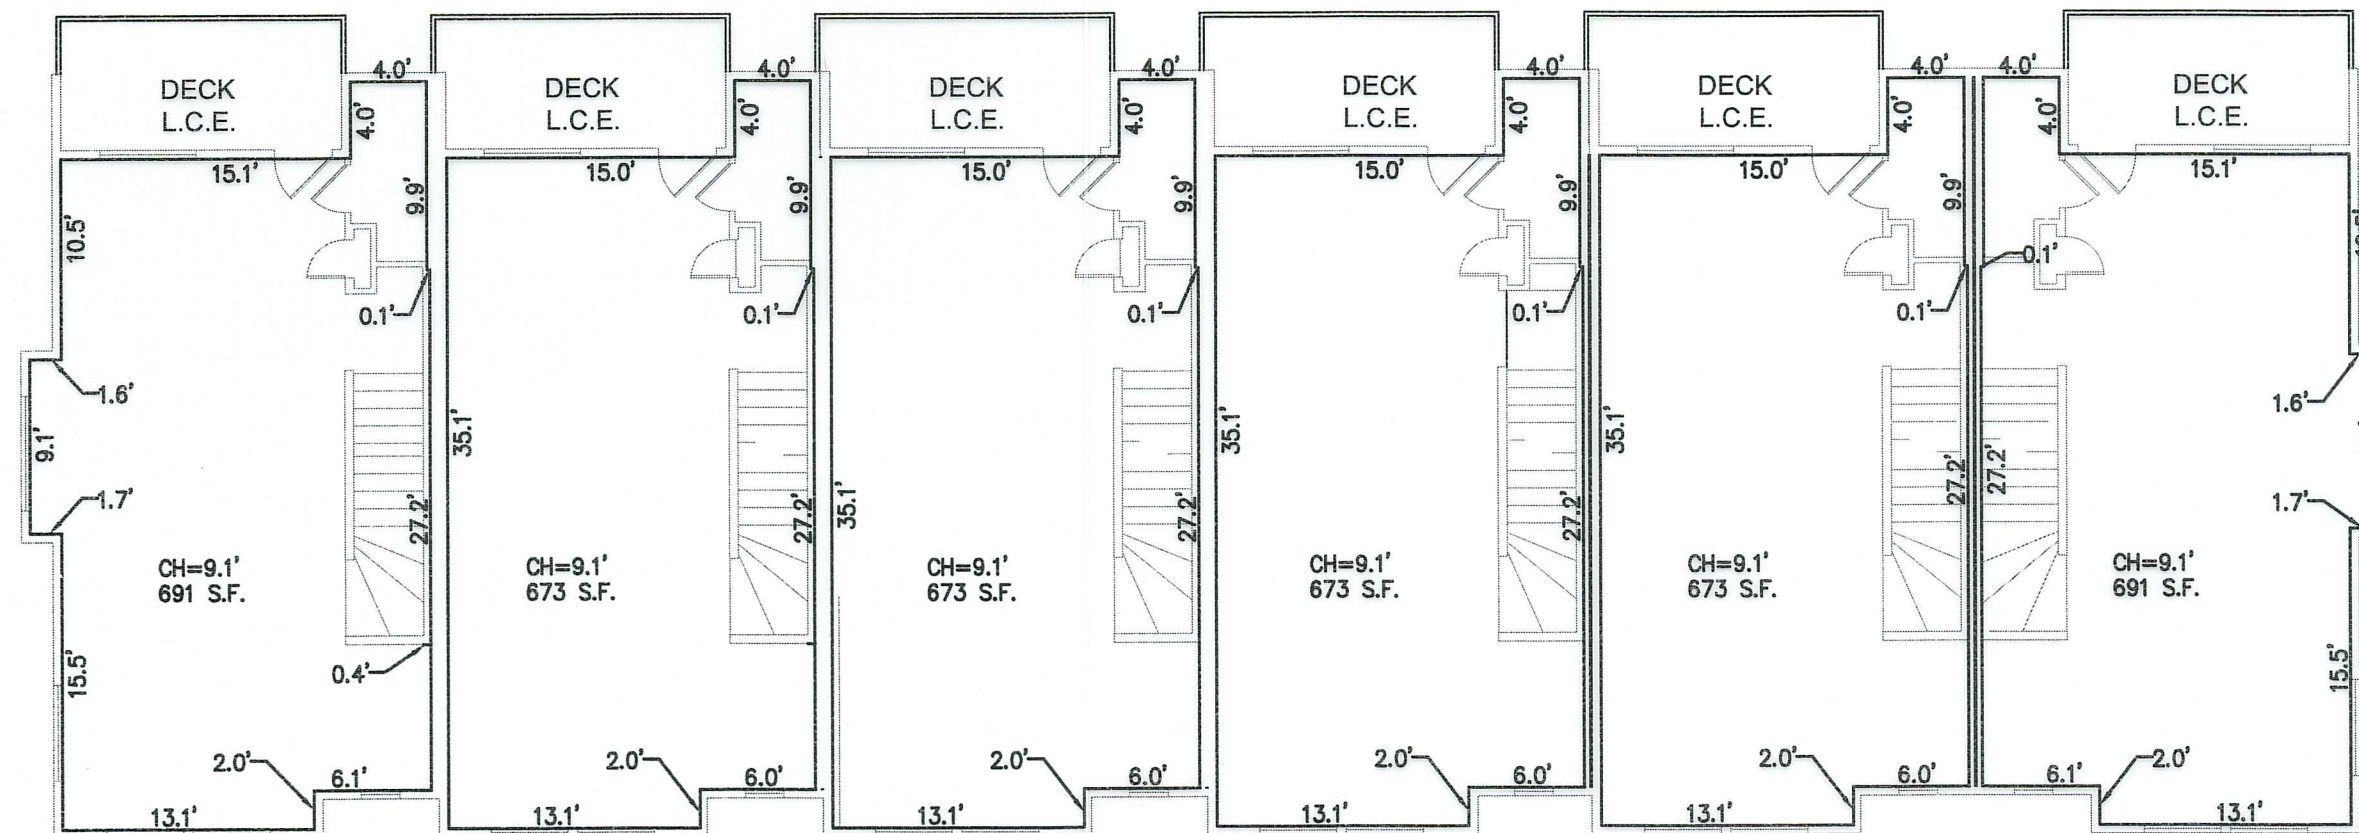 DECK
L.C.E.
4.0'
DECK
L.C.E.
4.0'
DECK
L.C.E.
4.0'
DECK
L.C.E.
4.0'
DECK
L.C.E.
4.0'
4.0'
DECK
L.C.E.
4.0'
4.0'
4.0'
4.0'
4.0'
4.0'
15.1'
15.0'
15.0'
15.0'
15.0'
15.1'
10.5'
9.9'
9.9'
9.9'
9.9'
9.9'
0.1'
0.1'
0.1'
0.1'
0.1'
0.1'
1.6'
9.1'
1.7'
35.1'
35.1'
35.1'
35.1'
1.6'
1.7'
27.2'
27.2'
27.2'
27.2'
27.2'
27.2'
CH=9.1'
691 S.F.
CH=9.1'
673 S.F.
CH=9.1'
673 S.F.
CH=9.1'
673 S.F.
CH=9.1'
673 S.F.
CH=9.1'
691 S.F.
15.5'
0.4'
15.5'
2.0'
6.1'
2.0'
6.0'
2.0'
6.0'
2.0'
6.0'
2.0'
6.0'
6.1'
2.0'
13.1'
13.1'
13.1'
13.1'
13.1'
13.1'